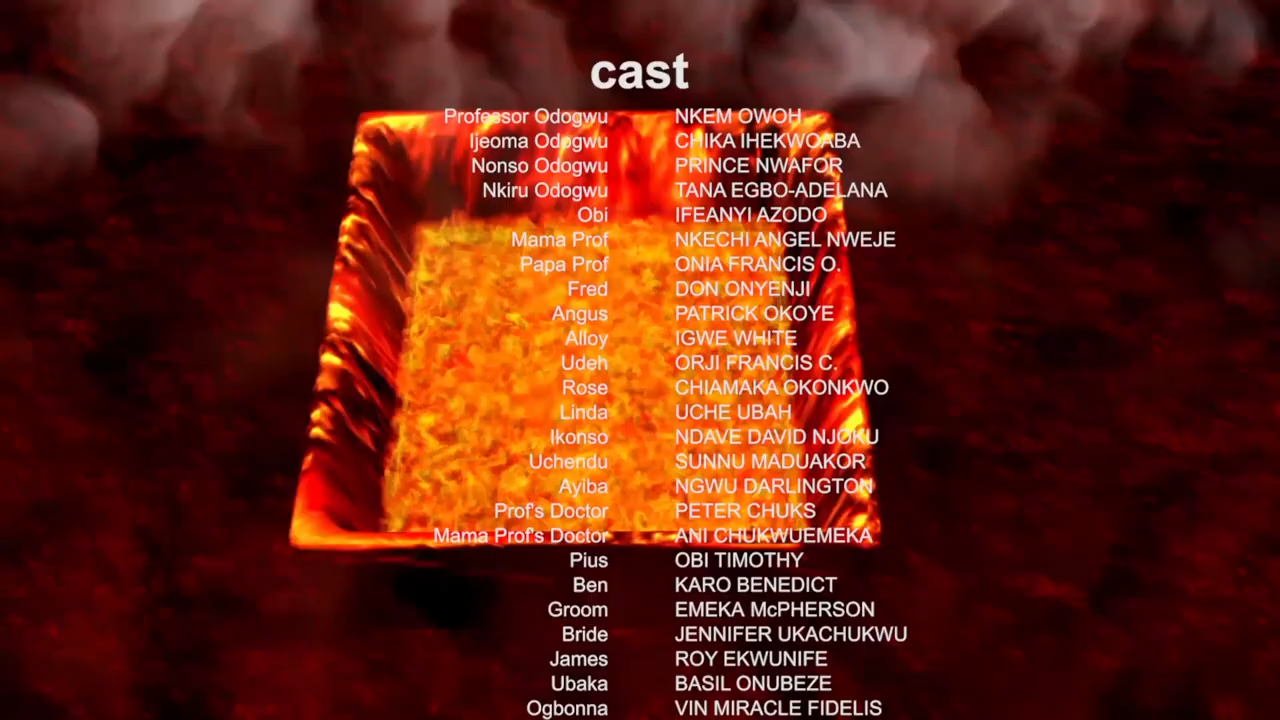 cast
Professor Odogwu NKEM OWOH
Ijeoma Odogwu CHIKA IHEKWOABA
Nonso Odogwu PRINCE NWAFOR
Nkiru Odogwu TANA EGBO-ADELANA
Obi IFEANYI AZODO
Mama Prof NKECHI ANGEL NWEJE
Papa Prof ONIA FRANCIS O.
Fred DON ONYENJI
Angus PATRICK OKOYE
Alloy IGWE WHITE
Udeh ORJI FRANCIS C.
Rose CHIAMAKA OKONKWO
Linda UCHE UBAH
Ikonso NDAVE DAVID NJOKU
Uchendu SUNNU MADUAKOR
Ayiba NGWU DARLINGTON
Prof's Doctor PETER CHUKS
Mama Prof's Doctor ANI CHUKWUEMEKA
Pius OBI TIMOTHY
Ben KARO BENEDICT
Groom EMEKA McPHERSON
Bride JENNIFER UKACHUKWU
James ROY EKWUNIFE
Ubaka BASIL ONUBEZE
Ogbonna VIN MIRACLE FIDELIS